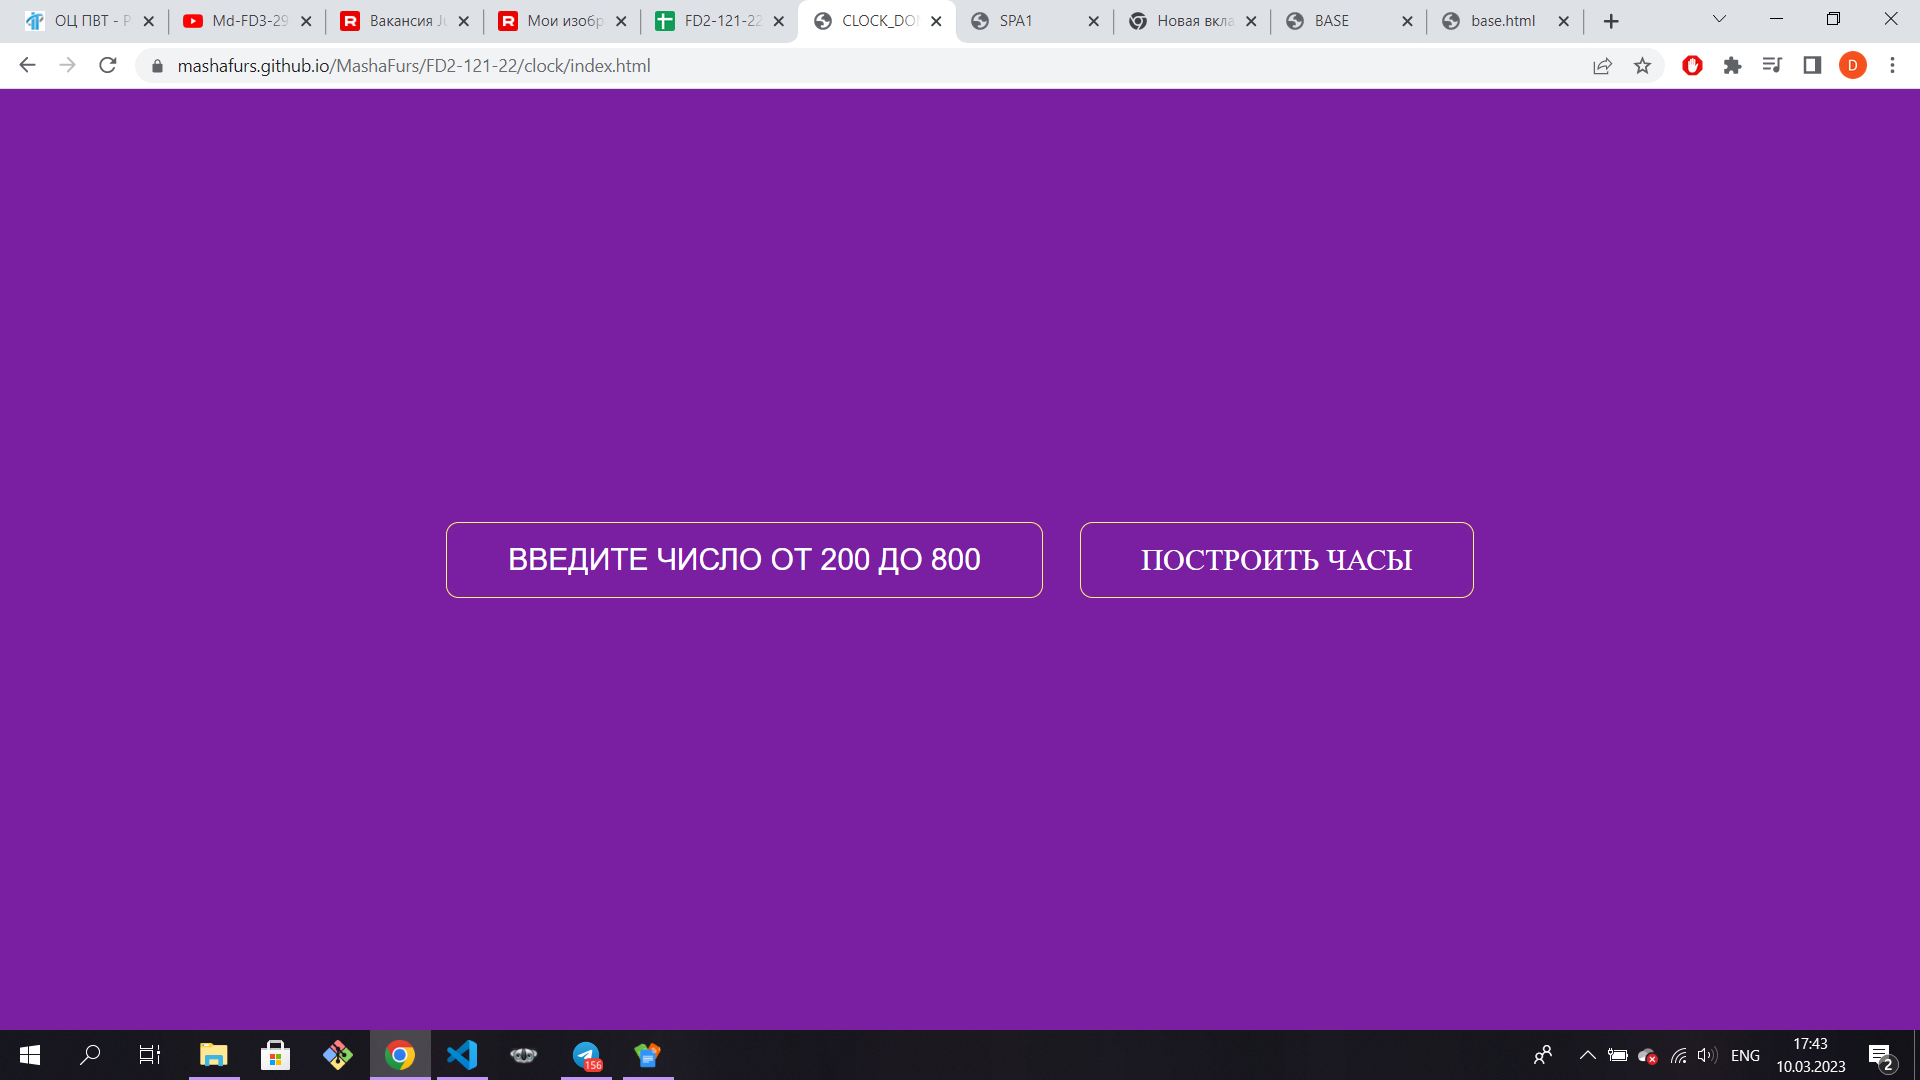 ОЦ ПВТ - Р
Md-FD3-29
Вакансия Ju
Мои изобр
FD2-121-22
CLOCK_DOM
SPA1
Новая вкла
BASE
base.html
mashafurs.github.io/MashaFurs/FD2-121-22/clock/index.html
D
ВВЕДИТЕ ЧИСЛО ОТ 200 ДО 800
ПОСТРОИТЬ ЧАСЫ
156
ENG
17:43
10.03.2023
2